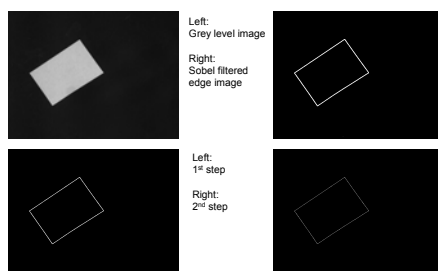 Left:
Grey level image
Right:
Sobel filtered
edge image
Left:
1st step
Right:
2nd step